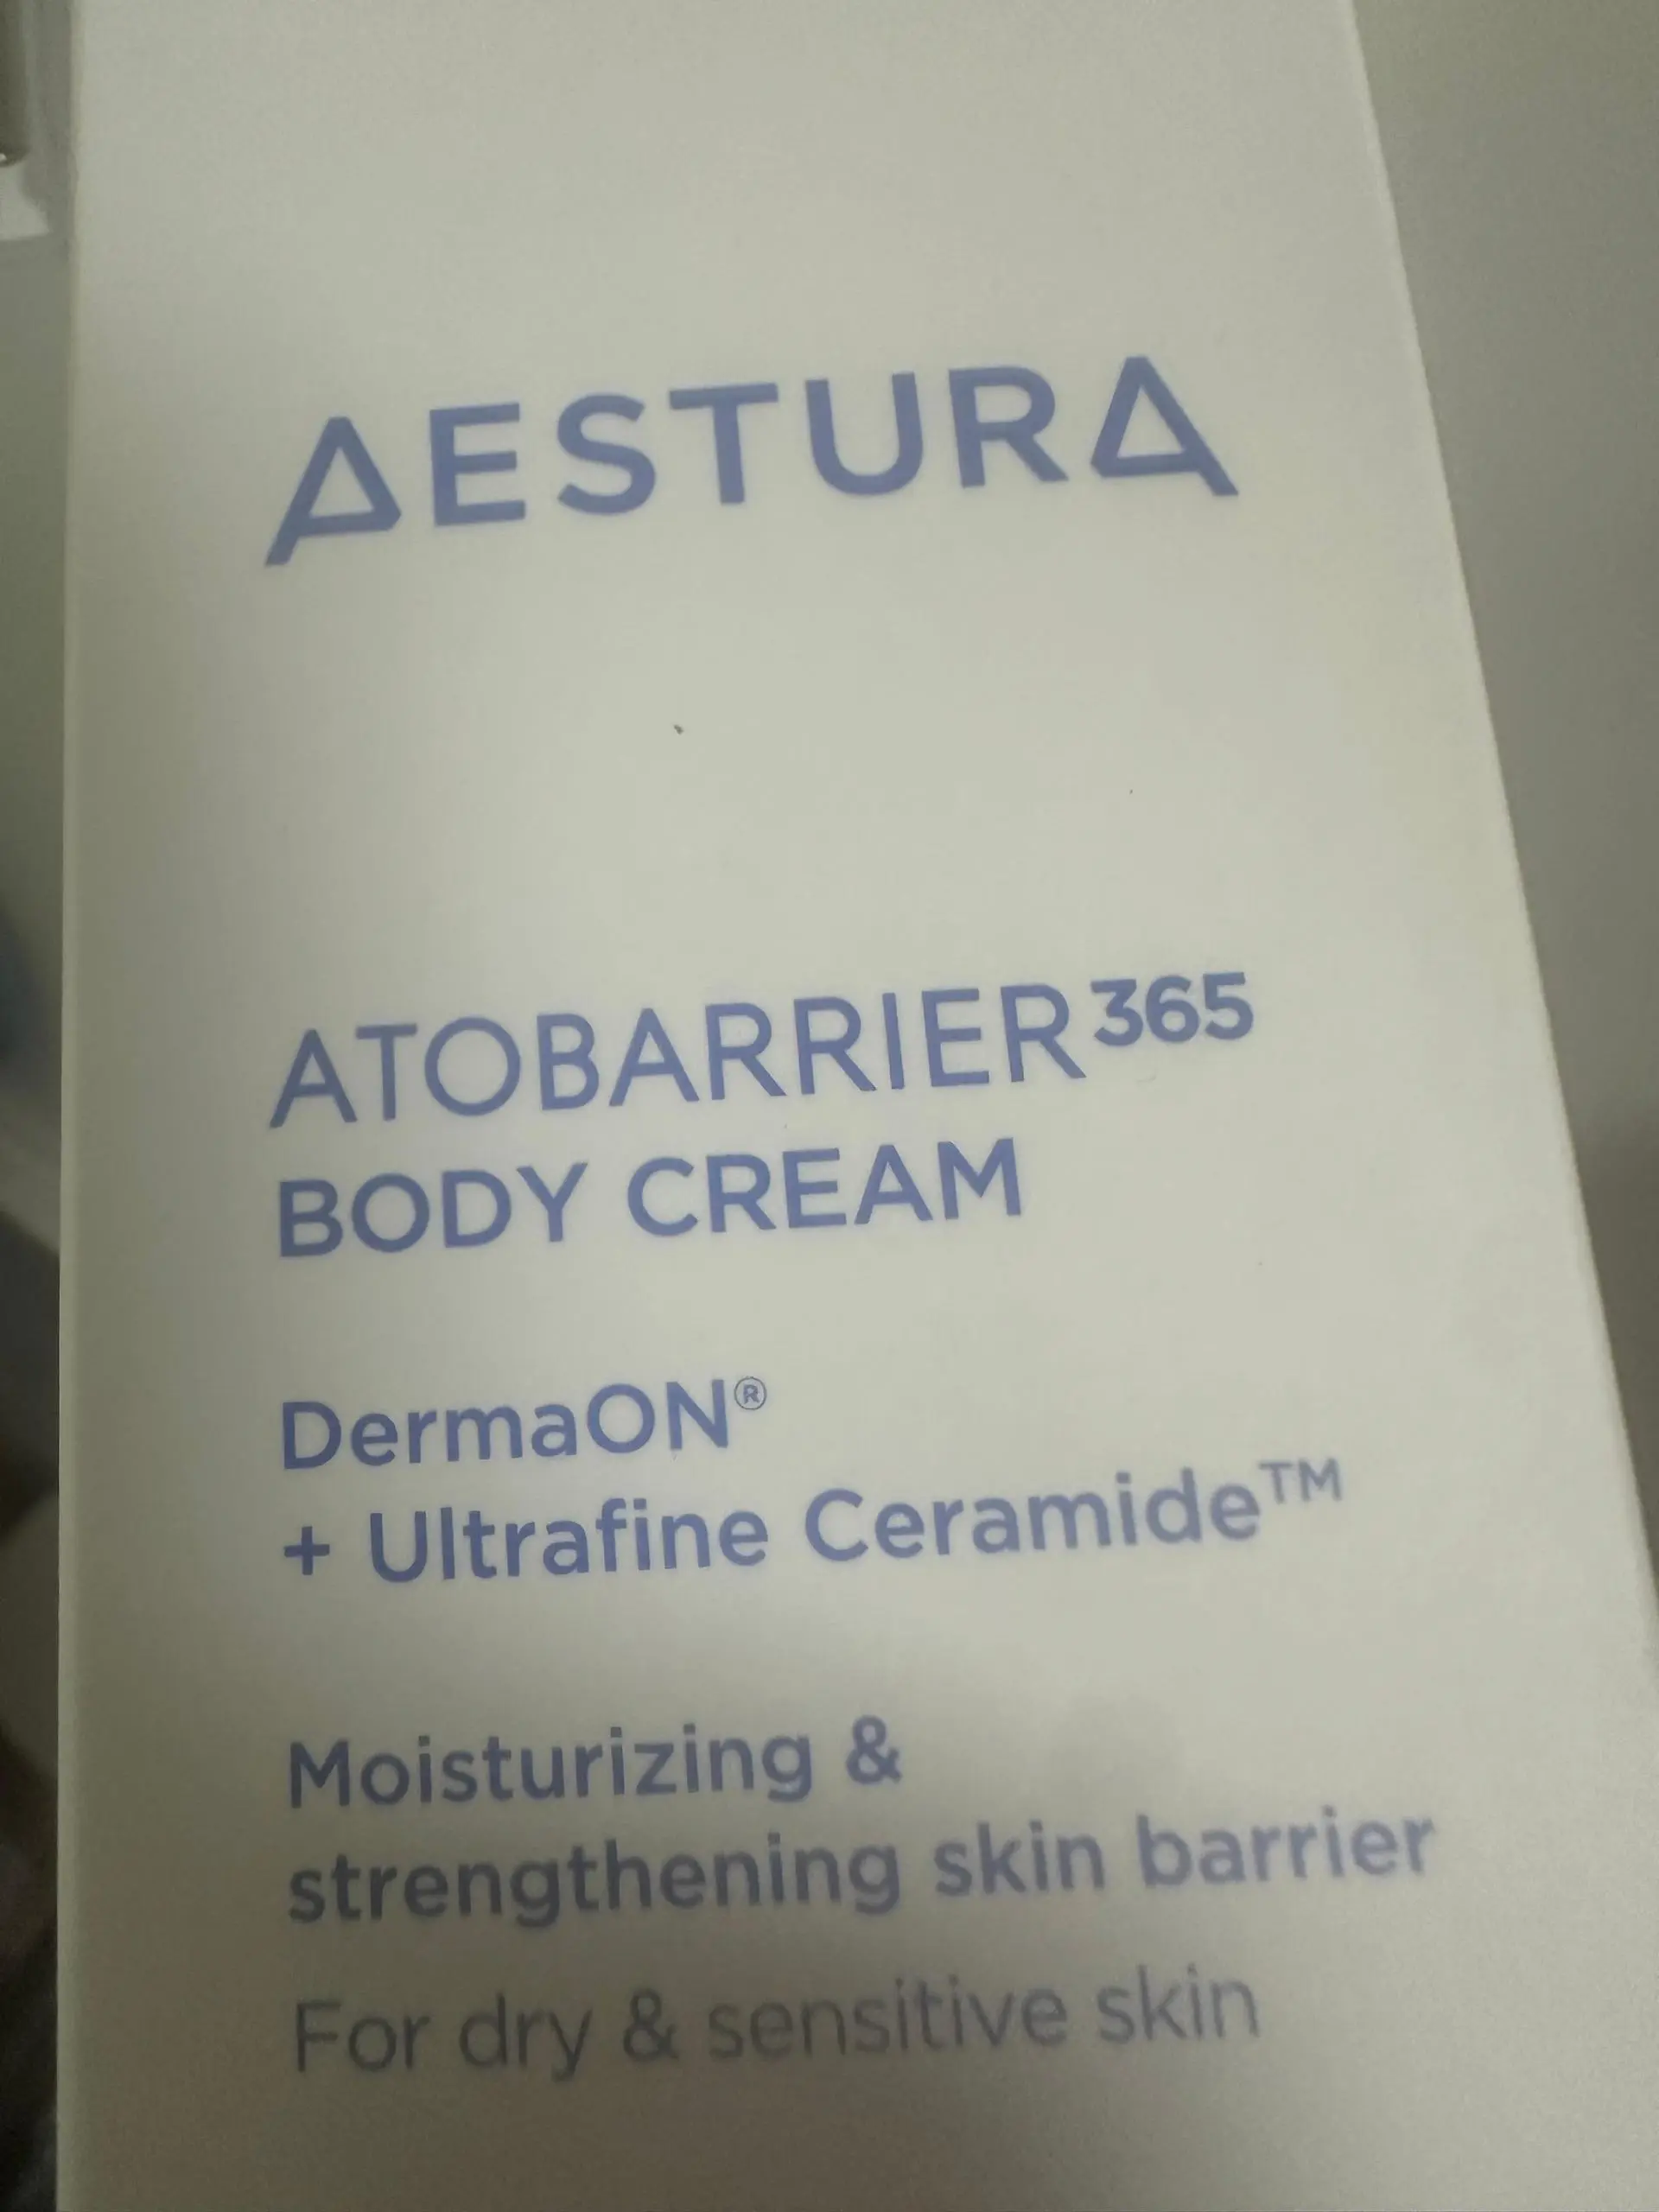 AESTURA
ATOBARRIER365
BODY CREAM
DermaON®
+ Ultrafine Ceramide™
Moisturizing &
strengthening skin barrier
For dry & sensitive skin